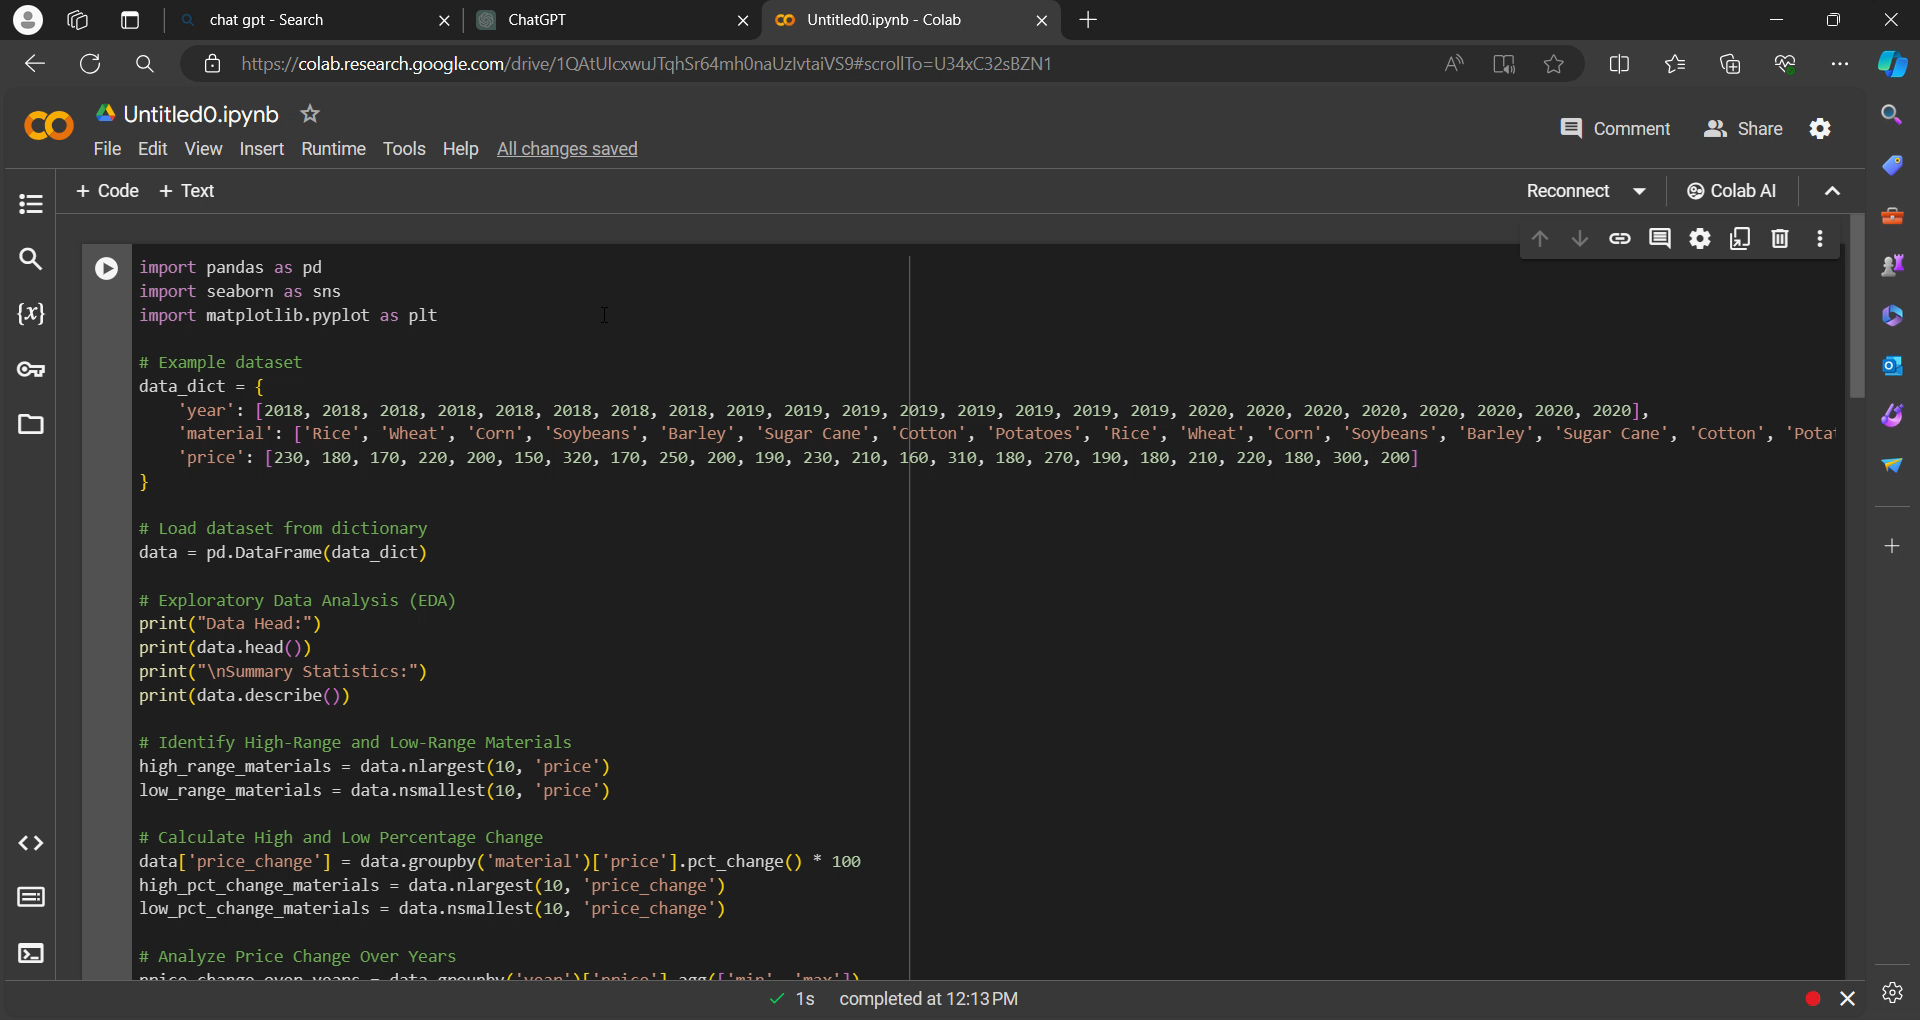 chat gpt - Search
ChatGPT
Untitled0.ipynb - Colab
https://colab.research.google.com/drive/1QAtUlcxwuJTqhSr64mh0naUzlvtaiVS9#scrollTo=U34xC32sBZN1
Untitled0.ipynb
Comment
Share
File Edit View Insert Runtime Tools Help All changes saved
+ Code + Text
Reconnect
Colab AI
import pandas as pd
import seaborn as sns
import matplotlib.pyplot as plt
# Example dataset
data_dict = {
'year': [2018, 2018, 2018, 2018, 2018, 2018, 2018, 2018, 2019, 2019, 2019, 2019, 2019, 2019, 2019, 2019, 2020, 2020, 2020, 2020, 2020, 2020, 2020, 2020],
'material': ['Rice', 'Wheat', 'Corn', 'Soybeans', 'Barley', 'Sugar Cane', 'Cotton', 'Potatoes', 'Rice', 'Wheat', 'Corn', 'Soybeans', 'Barley', 'Sugar Cane', 'Cotton', 'Potat
'price': [230, 180, 170, 220, 200, 150, 320, 170, 250, 200, 190, 230, 210, 160, 310, 180, 270, 190, 180, 210, 220, 180, 300, 200]
}
# Load dataset from dictionary
data = pd.DataFrame(data_dict)
# Exploratory Data Analysis (EDA)
print("Data Head:")
print(data.head())
print("\nSummary Statistics:")
print(data.describe())
# Identify High-Range and Low-Range Materials
high_range_materials = data.nlargest(10, 'price')
low_range_materials = data.nsmallest(10, 'price')
# Calculate High and Low Percentage Change
data['price_change'] = data.groupby('material')['price'].pct_change() * 100
high_pct_change_materials = data.nlargest(10, 'price_change')
low_pct_change_materials = data.nsmallest(10, 'price_change')
# Analyze Price Change Over Years
price_change_over_years = data.groupby('year')['price'].agg(['min', 'max'])
1s completed at 12:13 PM